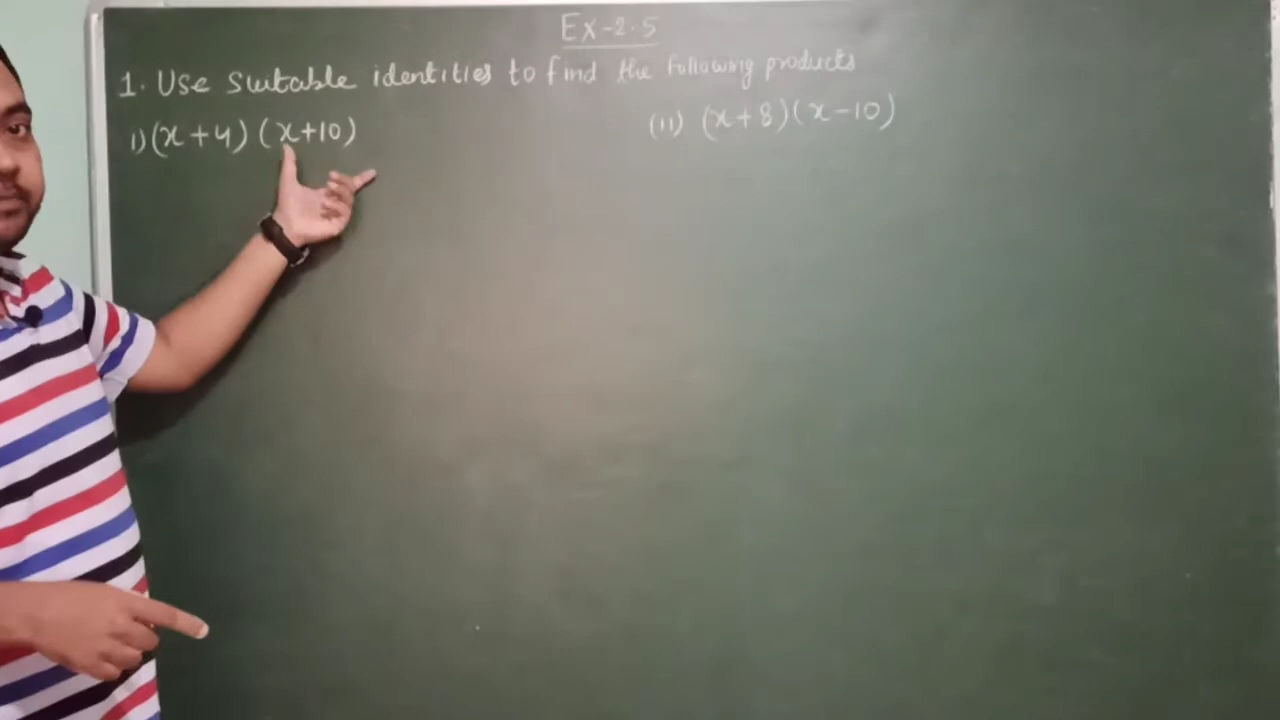 Ex-2.5
1. Use suitable identities to find the following products
i) (x+4) (x+10)
(ii) (x+8)(x-10)